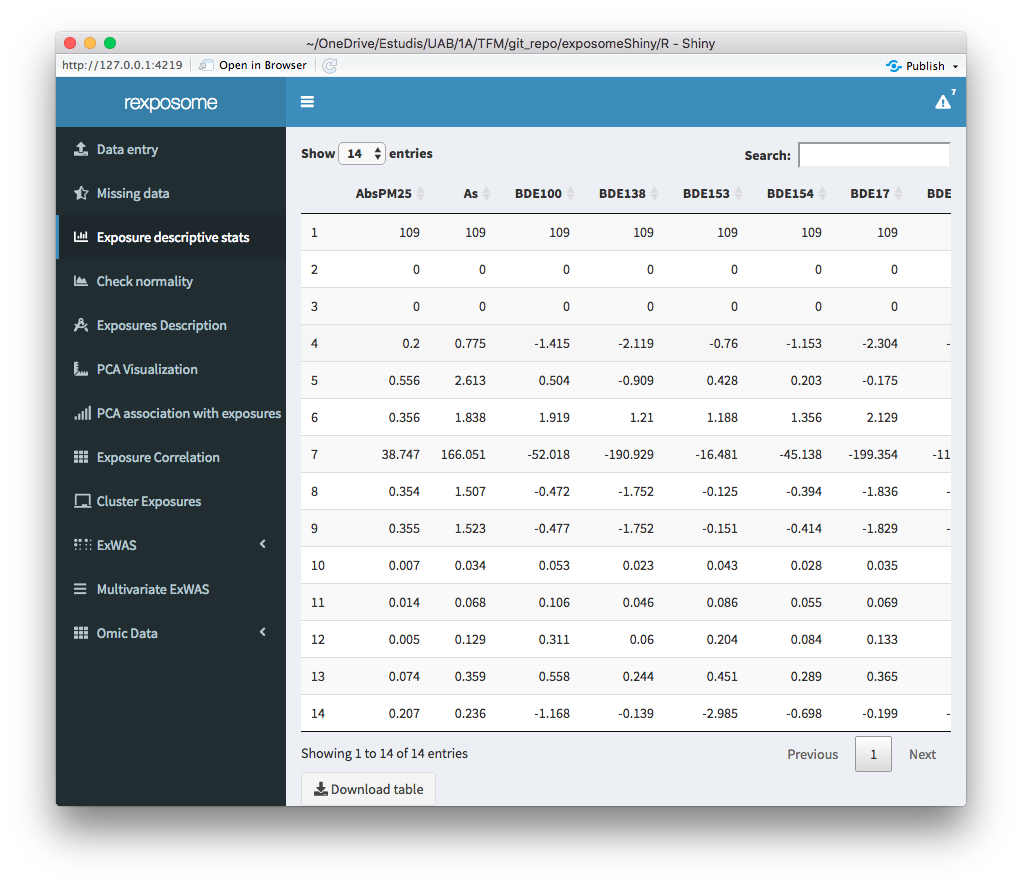 ~/OneDrive/Estudis/UAB/1A/TFM/git_repo/exposomeShiny/R - Shiny
http://127.0.0.1:4219 Open in Browser Publish
rexposome 7
Data entry
Missing data
Exposure descriptive stats
Check normality
Exposures Description
PCA Visualization
PCA association with exposures
Exposure Correlation
Cluster Exposures
ExWAS
Multivariate ExWAS
Omic Data
Show 14 entries Search:
AbsPM25 As BDE100 BDE138 BDE153 BDE154 BDE17 BDE
1 109 109 109 109 109 109 109
2 0 0 0 0 0 0 0
3 0 0 0 0 0 0 0
4 0.2 0.775 -1.415 -2.119 -0.76 -1.153 -2.304 -
5 0.556 2.613 0.504 -0.909 0.428 0.203 -0.175
6 0.356 1.838 1.919 1.21 1.188 1.356 2.129
7 38.747 166.051 -52.018 -190.929 -16.481 -45.138 -199.354 -11
8 0.354 1.507 -0.472 -1.752 -0.125 -0.394 -1.836 -
9 0.355 1.523 -0.477 -1.752 -0.151 -0.414 -1.829 -
10 0.007 0.034 0.053 0.023 0.043 0.028 0.035
11 0.014 0.068 0.106 0.046 0.086 0.055 0.069
12 0.005 0.129 0.311 0.06 0.204 0.084 0.133
13 0.074 0.359 0.558 0.244 0.451 0.289 0.365
14 0.207 0.236 -1.168 -0.139 -2.985 -0.698 -0.199 -
Showing 1 to 14 of 14 entries Previous 1 Next
Download table